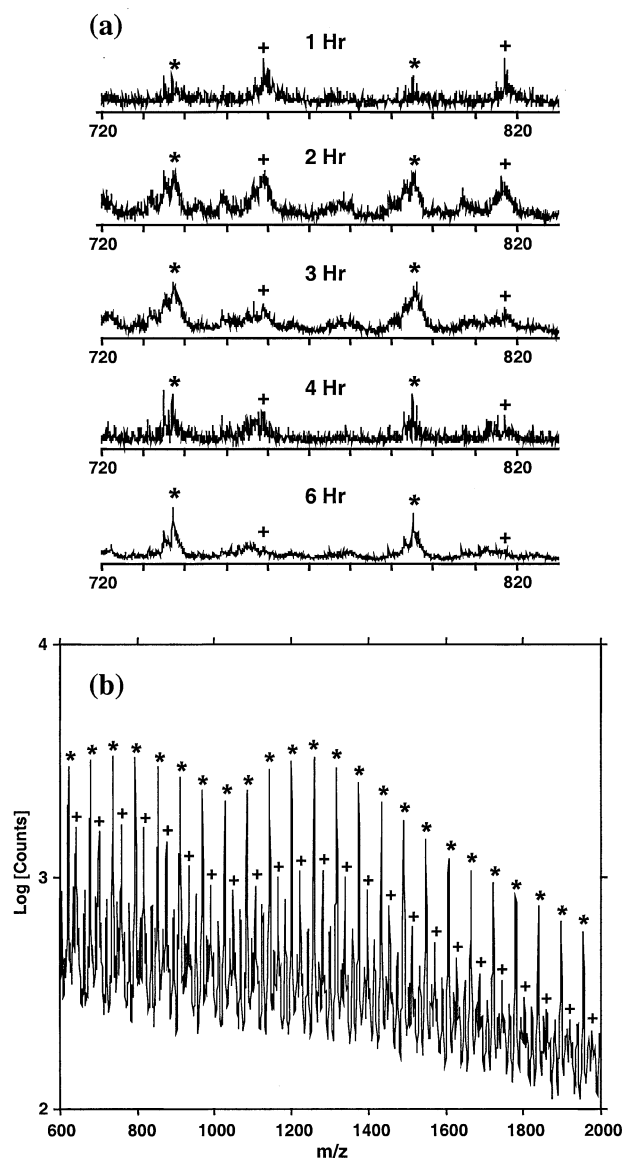 (a)
1 Hr
* + * +
720 820
2 Hr
* + * +
720 820
3 Hr
* + * +
720 820
4 Hr
* + * +
720 820
6 Hr
* + * +
720 820
(b)
4
3
2
Log [Counts]
600 800 1000 1200 1400 1600 1800 2000
m/z